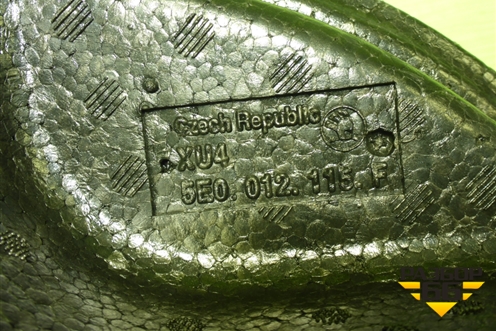 Czech Republic
XU4
5E0. 012. 115. F